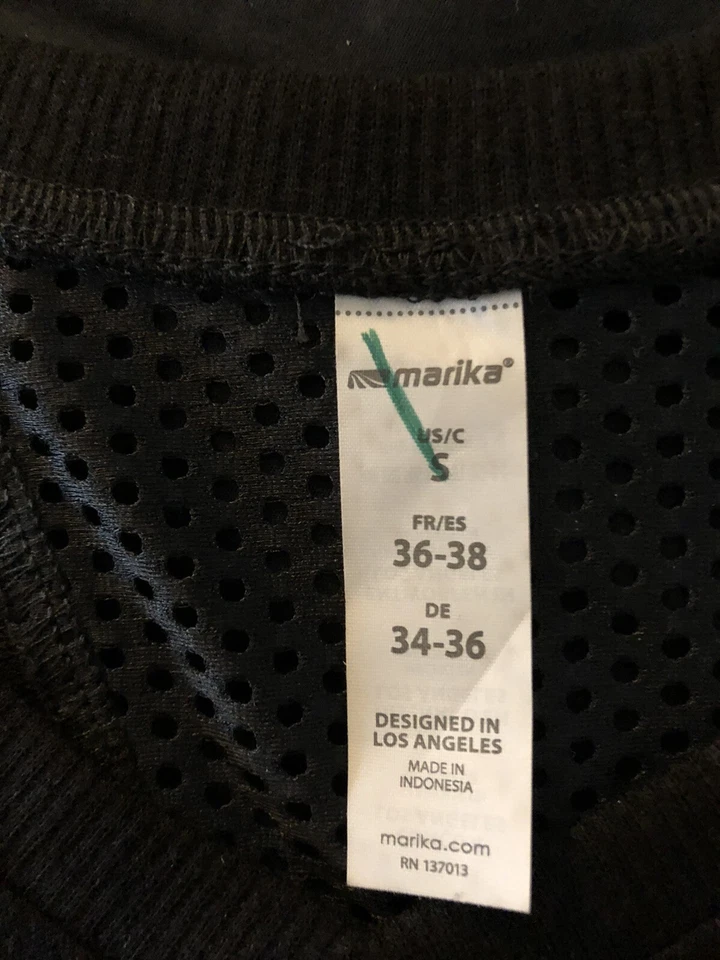 marika®
US/C
S
FR/ES
36-38
DE
34-36
DESIGNED IN
LOS ANGELES
MADE IN
INDONESIA
marika.com
RN 137013